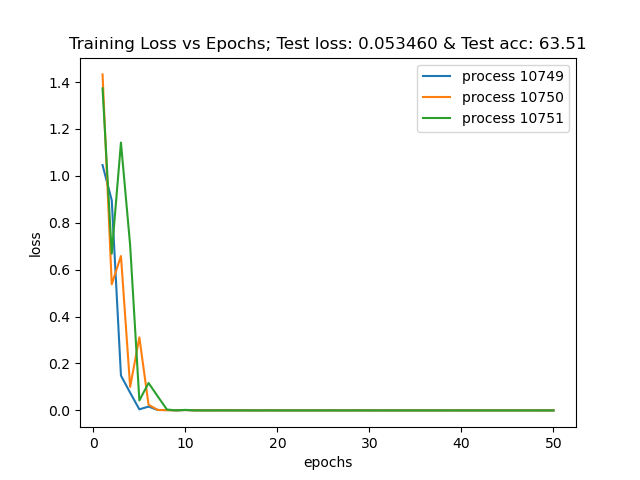 Training Loss vs Epochs; Test loss: 0.053460 & Test acc: 63.51
process 10749
process 10750
process 10751
1.4
1.2
1.0
0.8
0.6
0.4
0.2
0.0
loss
0 10 20 30 40 50
epochs